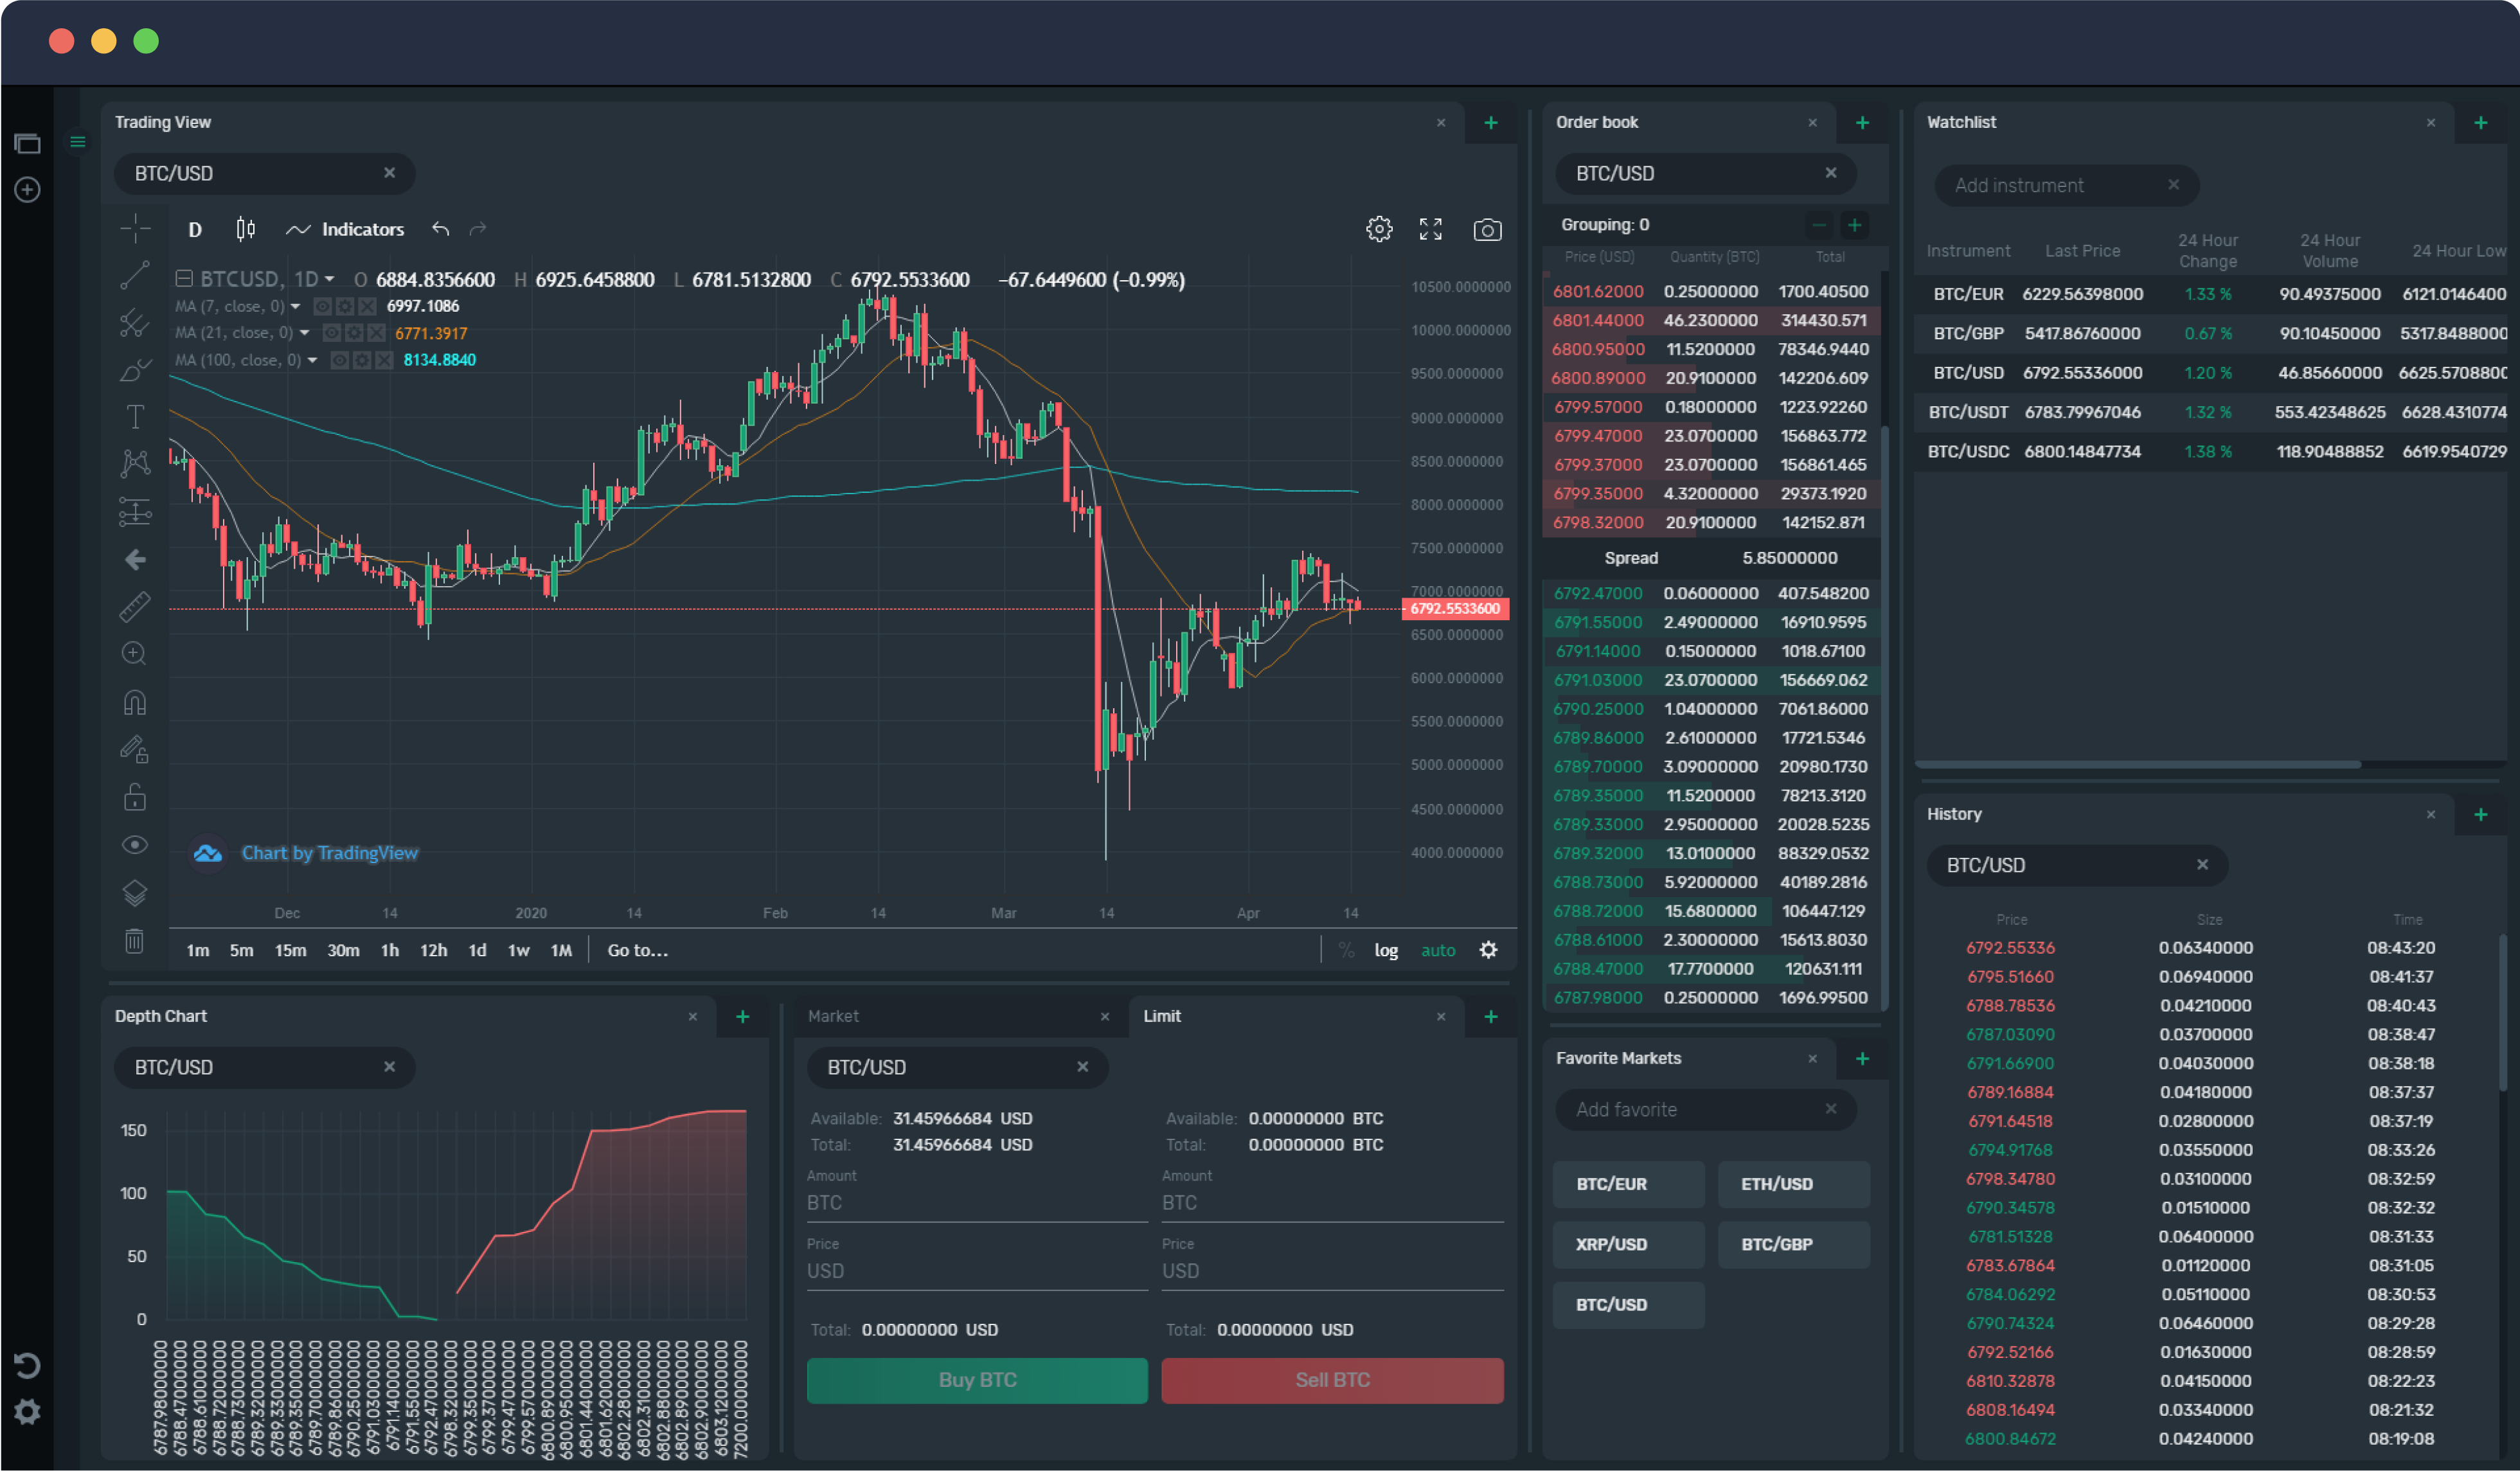 Trading View
BTC/USD
D Indicators
BTCUSD, 1D O 6884.8356600 H 6925.6458800 L 6781.5132800 C 6792.5533600 −67.6449600 (−0.99%)
MA (7, close, 0) 6997.1086
MA (21, close, 0) 6771.3917
MA (100, close, 0) 8134.8840
10500.0000000
10000.0000000
9500.0000000
9000.0000000
8500.0000000
8000.0000000
7500.0000000
7000.0000000
6792.5533600
6500.0000000
6000.0000000
5500.0000000
5000.0000000
4500.0000000
4000.0000000
Chart by TradingView
Dec 14 2020 14 Feb 14 Mar 14 Apr 14
1m 5m 15m 30m 1h 12h 1d 1w 1M Go to... % log auto
Depth Chart
BTC/USD
150
100
50
0
6787.98000000
6788.47000000
6788.61000000
6788.72000000
6788.73000000
6789.32000000
6789.33000000
6789.35000000
6789.70000000
6789.86000000
6790.25000000
6791.03000000
6791.14000000
6791.55000000
6792.47000000
6798.32000000
6799.35000000
6799.37000000
6799.47000000
6799.57000000
6800.89000000
6800.95000000
6801.44000000
6801.62000000
6802.28000000
6802.31000000
6802.88000000
6802.89000000
6802.90000000
6803.12000000
7200.00000000
Market
Limit
BTC/USD
Available: 31.45966684 USD
Total: 31.45966684 USD
Amount
BTC
Price
USD
Total: 0.00000000 USD
Buy BTC
Available: 0.00000000 BTC
Total: 0.00000000 BTC
Amount
BTC
Price
USD
Total: 0.00000000 USD
Sell BTC
Order book
BTC/USD
Grouping: 0
Price (USD) Quantity (BTC) Total
6801.62000 0.25000000 1700.40500
6801.44000 46.2300000 314430.571
6800.95000 11.5200000 78346.9440
6800.89000 20.9100000 142206.609
6799.57000 0.18000000 1223.92260
6799.47000 23.0700000 156863.772
6799.37000 23.0700000 156861.465
6799.35000 4.32000000 29373.1920
6798.32000 20.9100000 142152.871
Spread 5.85000000
6792.47000 0.06000000 407.548200
6791.55000 2.49000000 16910.9595
6791.14000 0.15000000 1018.67100
6791.03000 23.0700000 156669.062
6790.25000 1.04000000 7061.86000
6789.86000 2.61000000 17721.5346
6789.70000 3.09000000 20980.1730
6789.35000 11.5200000 78213.3120
6789.33000 2.95000000 20028.5235
6789.32000 13.0100000 88329.0532
6788.73000 5.92000000 40189.2816
6788.72000 15.6800000 106447.129
6788.61000 2.30000000 15613.8030
6788.47000 17.7700000 120631.111
6787.98000 0.25000000 1696.99500
Favorite Markets
Add favorite
BTC/EUR ETH/USD
XRP/USD BTC/GBP
BTC/USD
Watchlist
Add instrument
Instrument Last Price 24 Hour Change 24 Hour Volume 24 Hour Low
BTC/EUR 6229.56398000 1.33 % 90.49375000 6121.0146400
BTC/GBP 5417.86760000 0.67 % 90.10450000 5317.8488000
BTC/USD 6792.55336000 1.20 % 46.85660000 6625.5708800
BTC/USDT 6783.79967046 1.32 % 553.42348625 6628.4310774
BTC/USDC 6800.14847734 1.38 % 118.90488852 6619.9540729
History
BTC/USD
Price Size Time
6792.55336 0.06340000 08:43:20
6795.51660 0.06940000 08:41:37
6788.78536 0.04210000 08:40:43
6787.03090 0.03700000 08:38:47
6791.66900 0.04030000 08:38:18
6789.16884 0.04180000 08:37:37
6791.64518 0.02800000 08:37:19
6794.91768 0.03550000 08:33:26
6798.34780 0.03100000 08:32:59
6790.34578 0.01510000 08:32:32
6781.51328 0.06400000 08:31:33
6783.67864 0.01120000 08:31:05
6784.06292 0.05110000 08:30:53
6790.74324 0.06460000 08:29:28
6792.52166 0.01630000 08:28:59
6810.32878 0.04150000 08:22:23
6808.16494 0.03340000 08:21:32
6800.84672 0.04240000 08:19:08